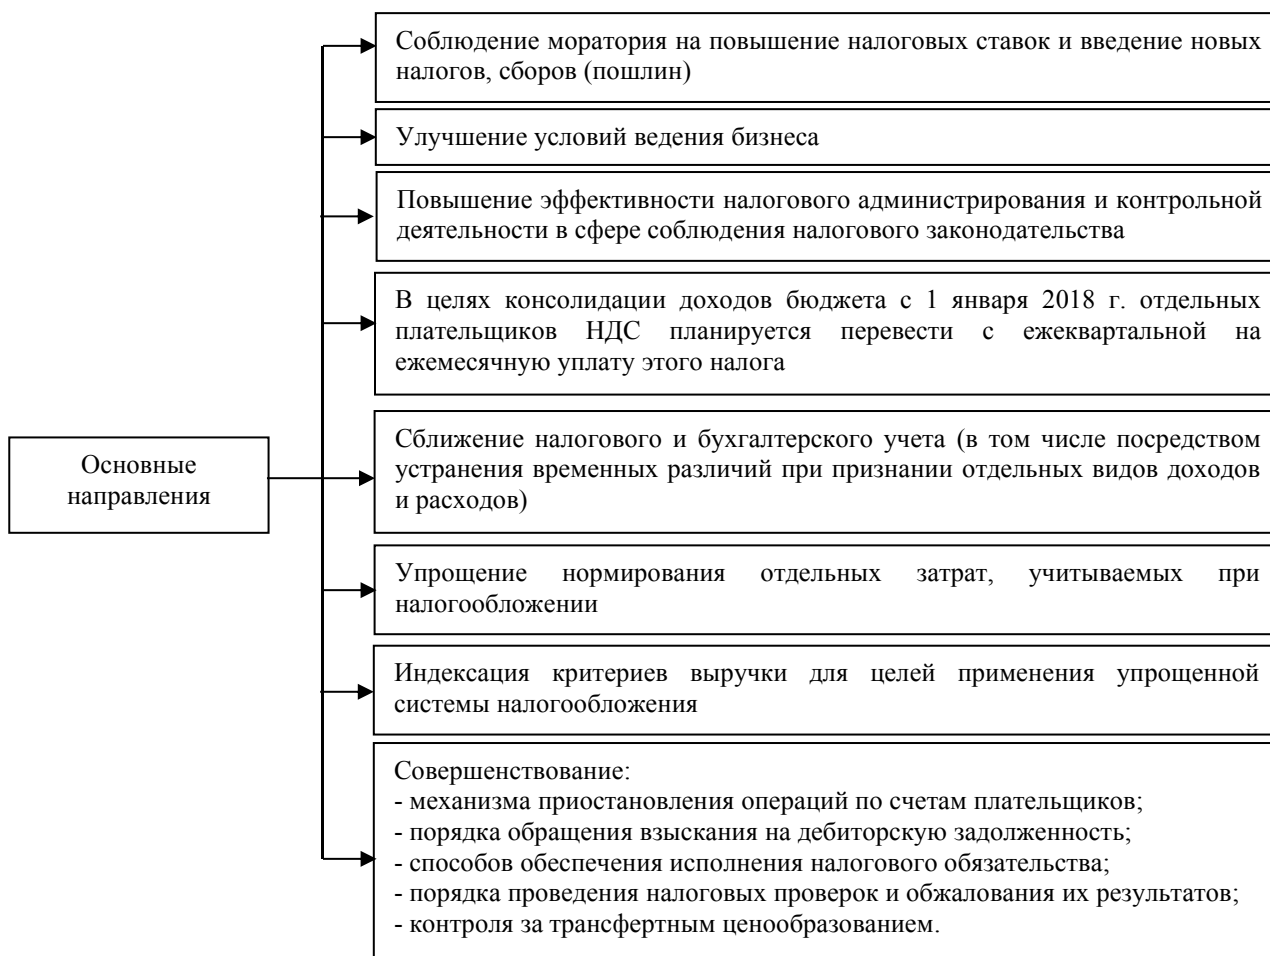 Соблюдение моратория на повышение налоговых ставок и введение новых
налогов, сборов (пошлин)
Улучшение условий ведения бизнеса
Повышение эффективности налогового администрирования и контрольной
деятельности в сфере соблюдения налогового законодательства
В целях консолидации доходов бюджета с 1 января 2018 г. отдельных
плательщиков НДС планируется перевести с ежеквартальной на
ежемесячную уплату этого налога
Основные
направления
Сближение налогового и бухгалтерского учета (в том числе посредством
устранения временных различий при признании отдельных видов доходов
и расходов)
Упрощение нормирования отдельных затрат, учитываемых при
налогообложении
Индексация критериев выручки для целей применения упрощенной
системы налогообложения
Совершенствование:
- механизма приостановления операций по счетам плательщиков;
- порядка обращения взыскания на дебиторскую задолженность;
- способов обеспечения исполнения налогового обязательства;
- порядка проведения налоговых проверок и обжалования их результатов;
- контроля за трансфертным ценообразованием.